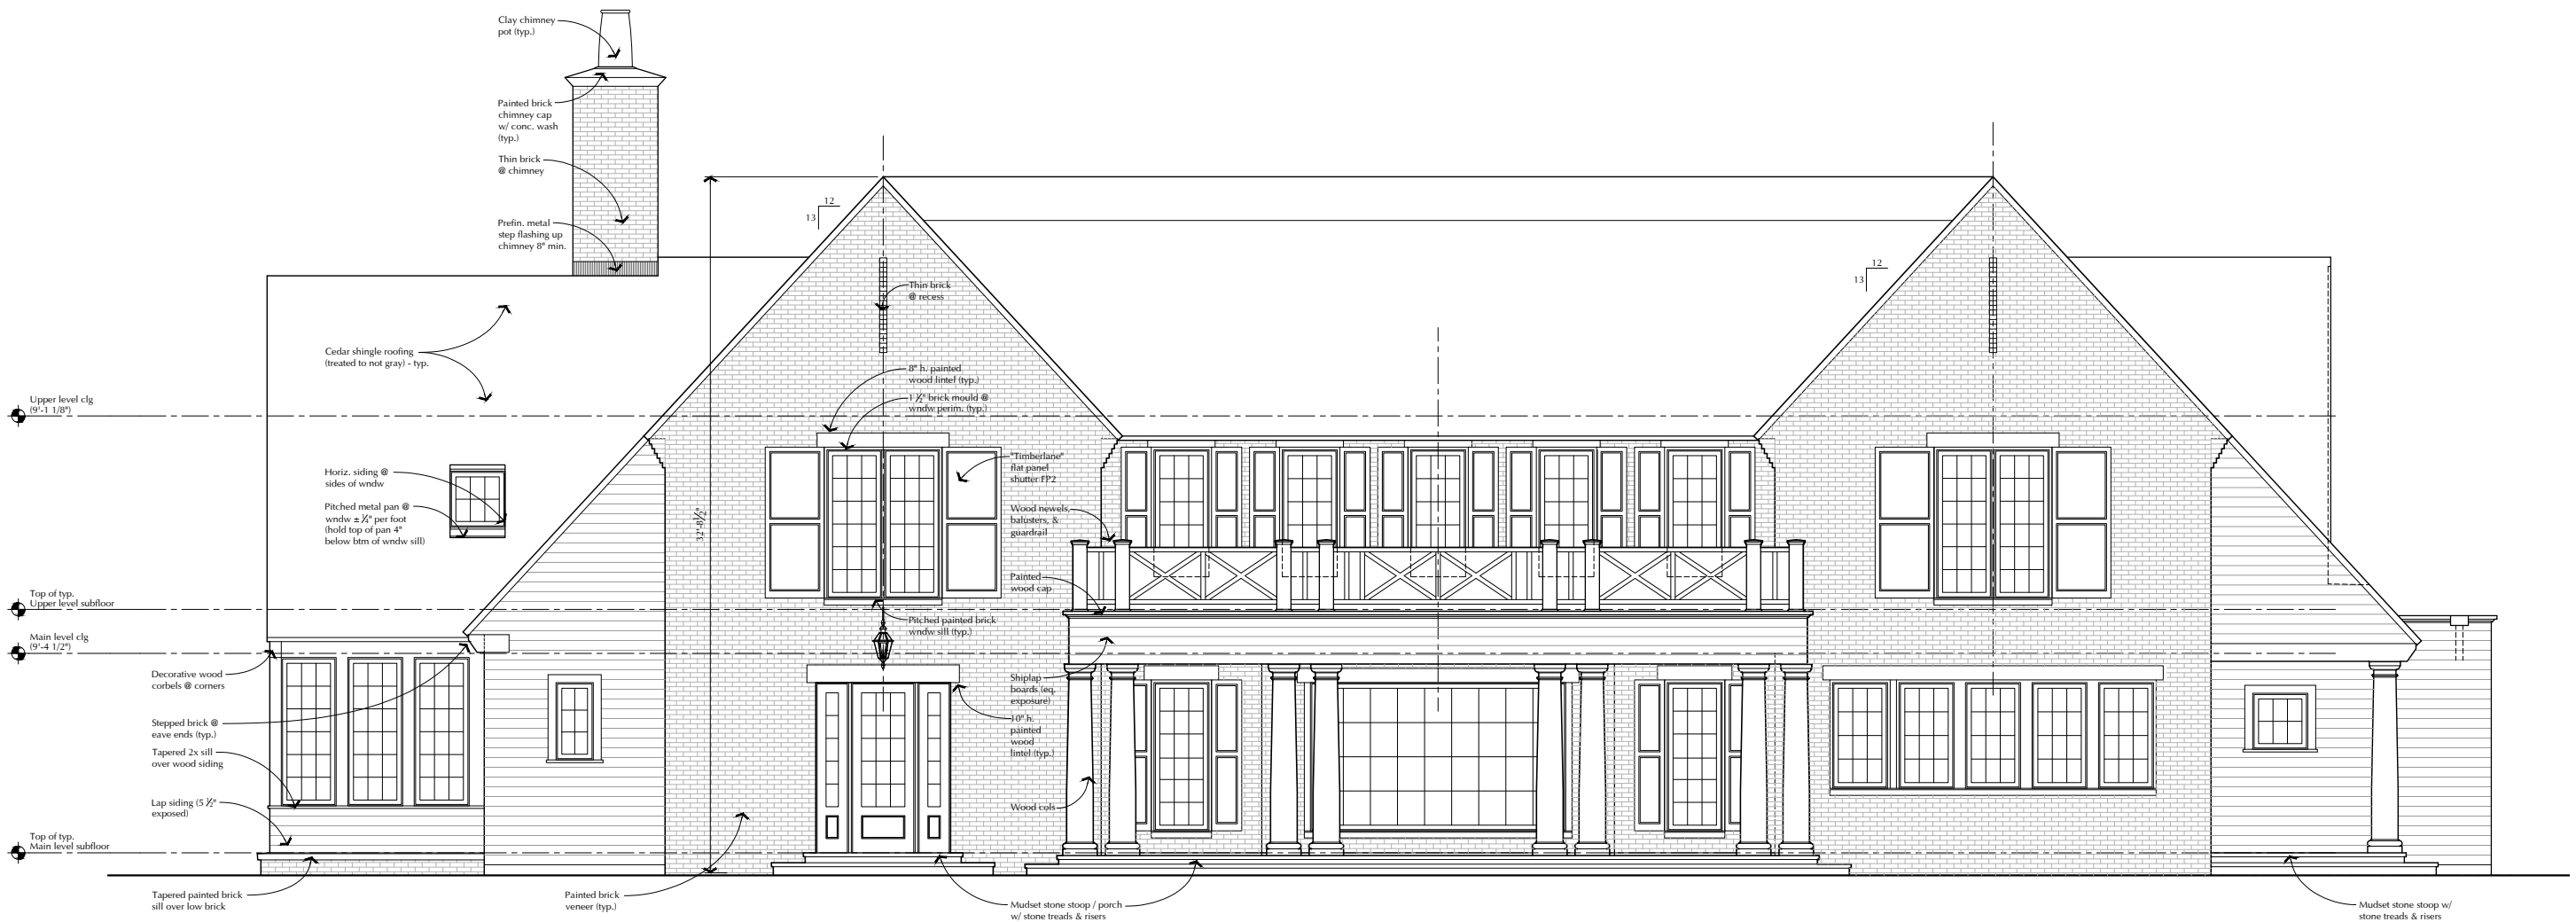 Clay chimney
pot (typ.)
Painted brick
chimney cap
w/ conc. wash
(typ.)
Thin brick
@ chimney
Prefin. metal
step flashing up
chimney 8" min.
12
13
12
13
Thin brick
@ recess
Cedar shingle roofing
(treated to not gray) - typ.
8" h. painted
wood lintel (typ.)
1 ½" brick mould @
wndw perim. (typ.)
Upper level clg
(9'-1 1/8")
"Timberlane"
flat panel
shutter FP2
Horiz. siding @
sides of wndw
Pitched metal pan @
wndw ± ¼" per foot
(hold top of pan 4"
below btm of wndw sill)
32'-8½"
Wood newels,
balusters, &
guardrail
Painted
wood cap
Top of typ.
Upper level subfloor
Pitched painted brick
wndw sill (typ.)
Main level clg
(9'-4 1/2")
Decorative wood
corbels @ corners
Shiplap
boards (eq.
exposure)
10" h.
painted
wood
lintel (typ.)
Stepped brick @
eave ends (typ.)
Tapered 2x sill
over wood siding
Lap siding (5 ½"
exposed)
Wood cols
Top of typ.
Main level subfloor
Tapered painted brick
sill over low brick
Painted brick
veneer (typ.)
Mudset stone stoop / porch
w/ stone treads & risers
Mudset stone stoop w/
stone treads & risers